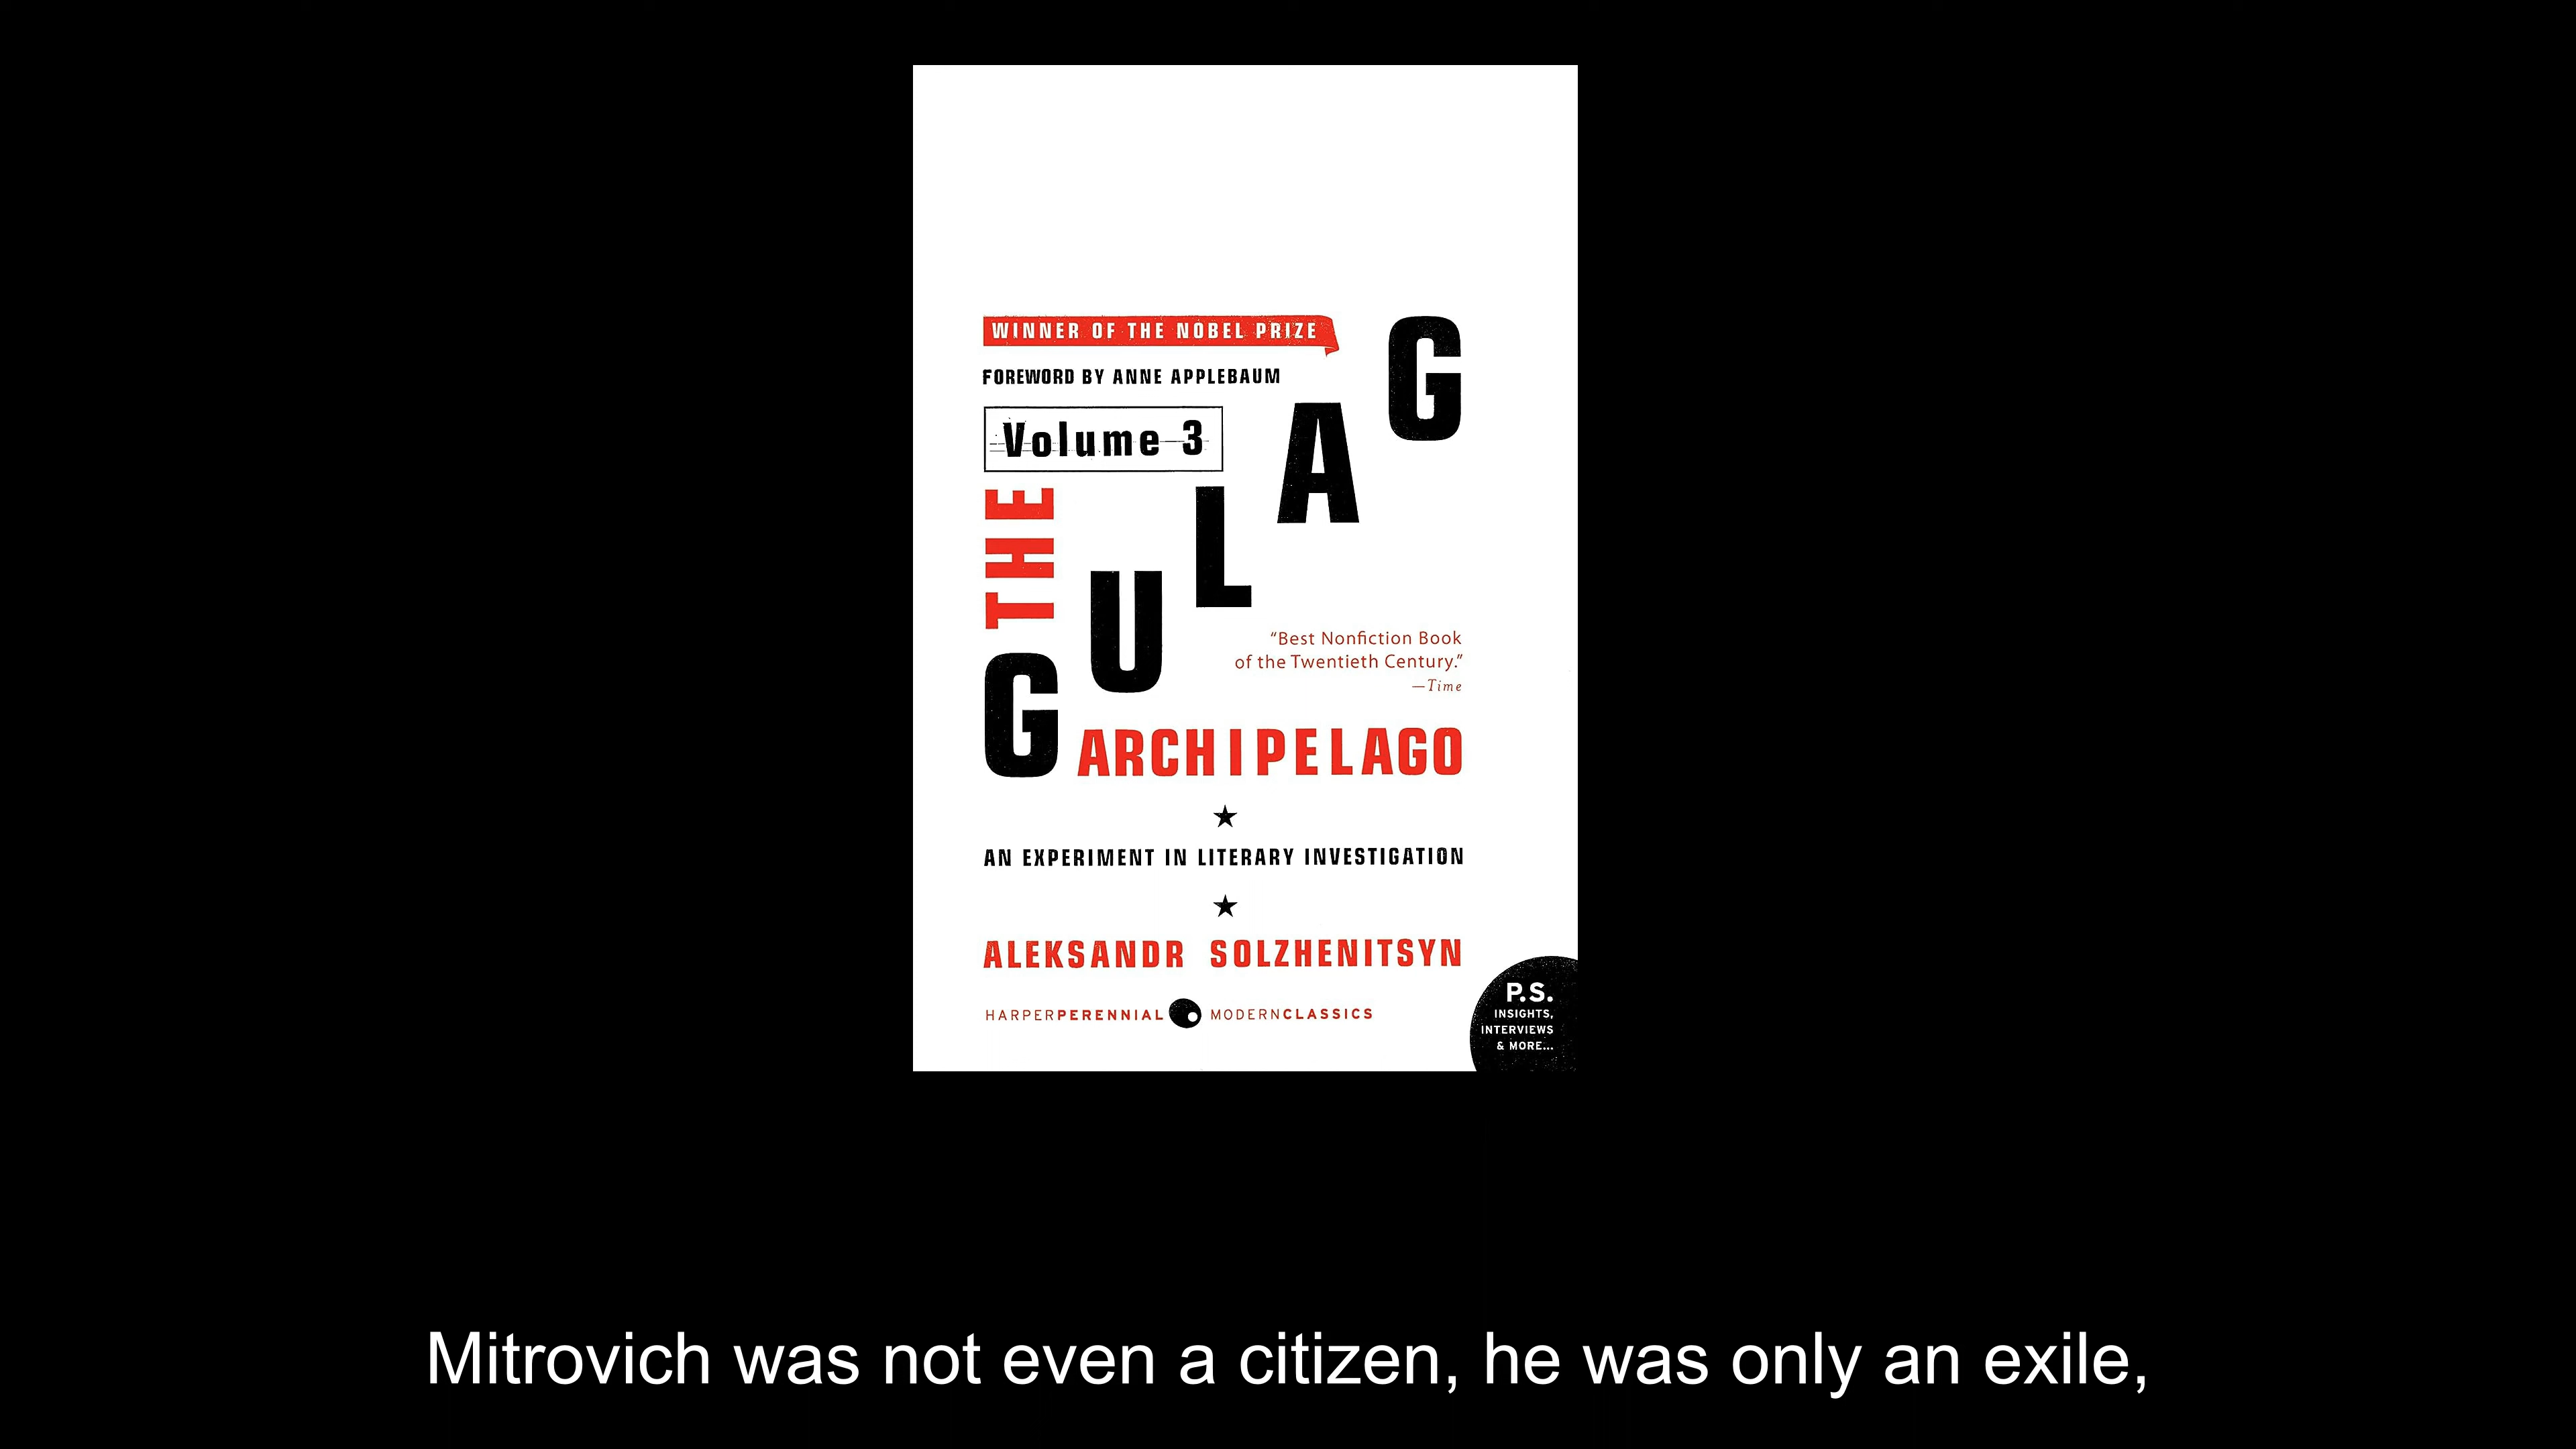 WINNER OF THE NOBEL PRIZE
FOREWORD BY ANNE APPLEBAUM
Volume 3
THE
GULAG
"Best Nonfiction Book
of the Twentieth Century."
—Time
ARCHIPELAGO
AN EXPERIMENT IN LITERARY INVESTIGATION
ALEKSANDR SOLZHENITSYN
HARPERPERENNIAL MODERNCLASSICS
P.S.
INSIGHTS,
INTERVIEWS
& MORE...
Mitrovich was not even a citizen, he was only an exile,